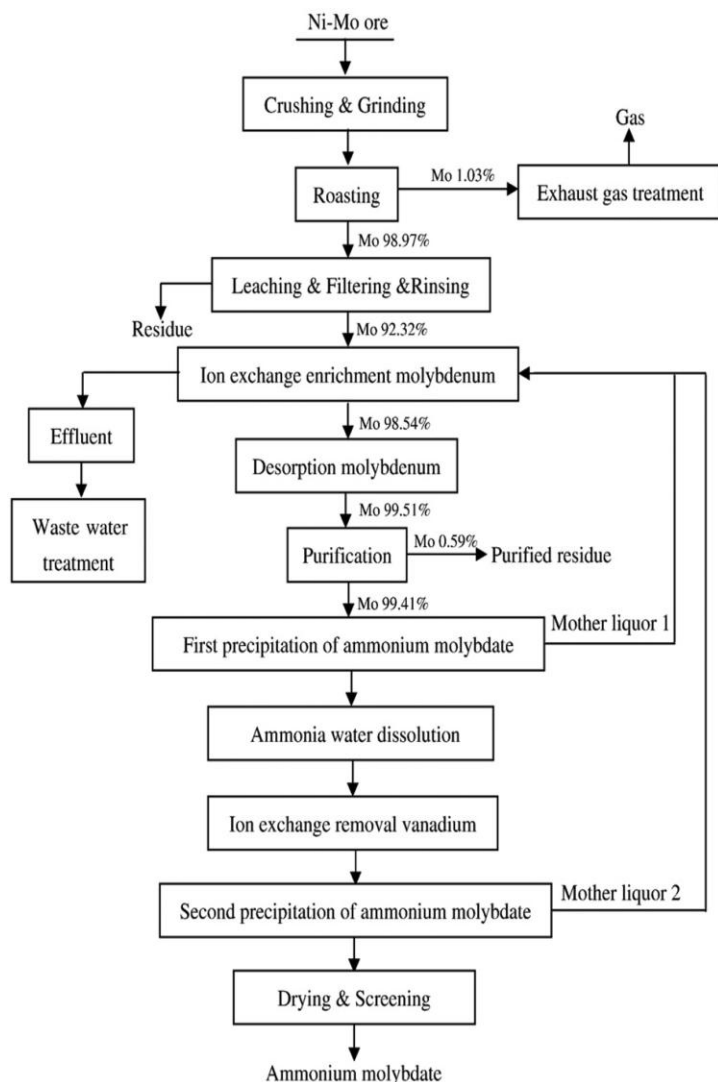 Ni-Mo ore
Crushing & Grinding
Gas
Mo 1.03%
Roasting
Exhaust gas treatment
Mo 98.97%
Leaching & Filtering &Rinsing
Residue
Mo 92.32%
Ion exchange enrichment molybdenum
Effluent
Mo 98.54%
Desorption molybdenum
Waste water
treatment
Mo 99.51%
Purification
Mo 0.59%
Purified residue
Mo 99.41%
Mother liquor 1
First precipitation of ammonium molybdate
Ammonia water dissolution
Ion exchange removal vanadium
Mother liquor 2
Second precipitation of ammonium molybdate
Drying & Screening
Ammonium molybdate